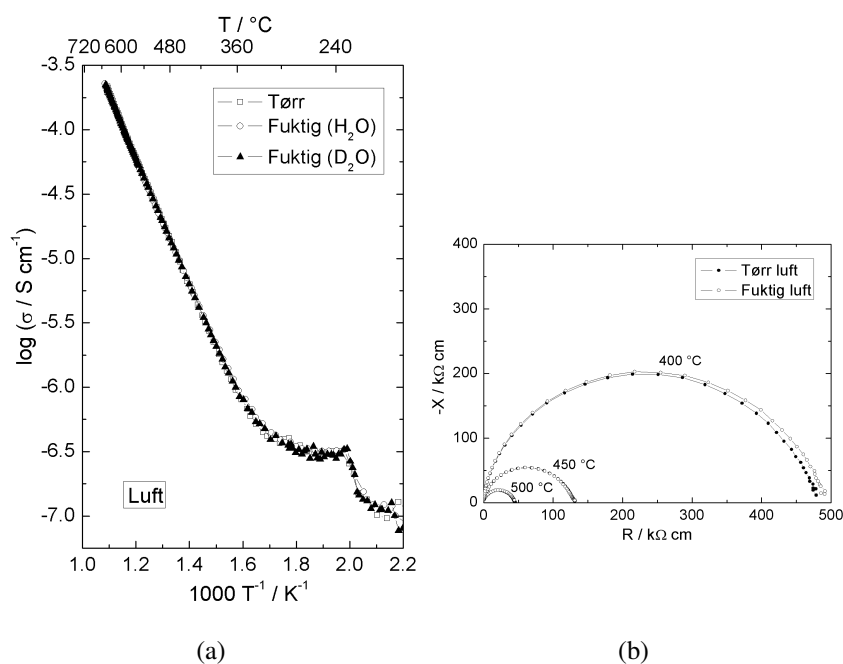 T / °C
720 600 480 360 240
-3.5
-4.0
-4.5
-5.0
-5.5
-6.0
-6.5
-7.0
log (σ / S cm⁻¹)
Tørr
Fuktig (H₂O)
Fuktig (D₂O)
Luft
1.0 1.2 1.4 1.6 1.8 2.0 2.2
1000 T⁻¹ / K⁻¹
(a)
400
300
200
100
0
-X / kΩ cm
Tørr luft
Fuktig luft
400 °C
450 °C
500 °C
0 100 200 300 400 500
R / kΩ cm
(b)